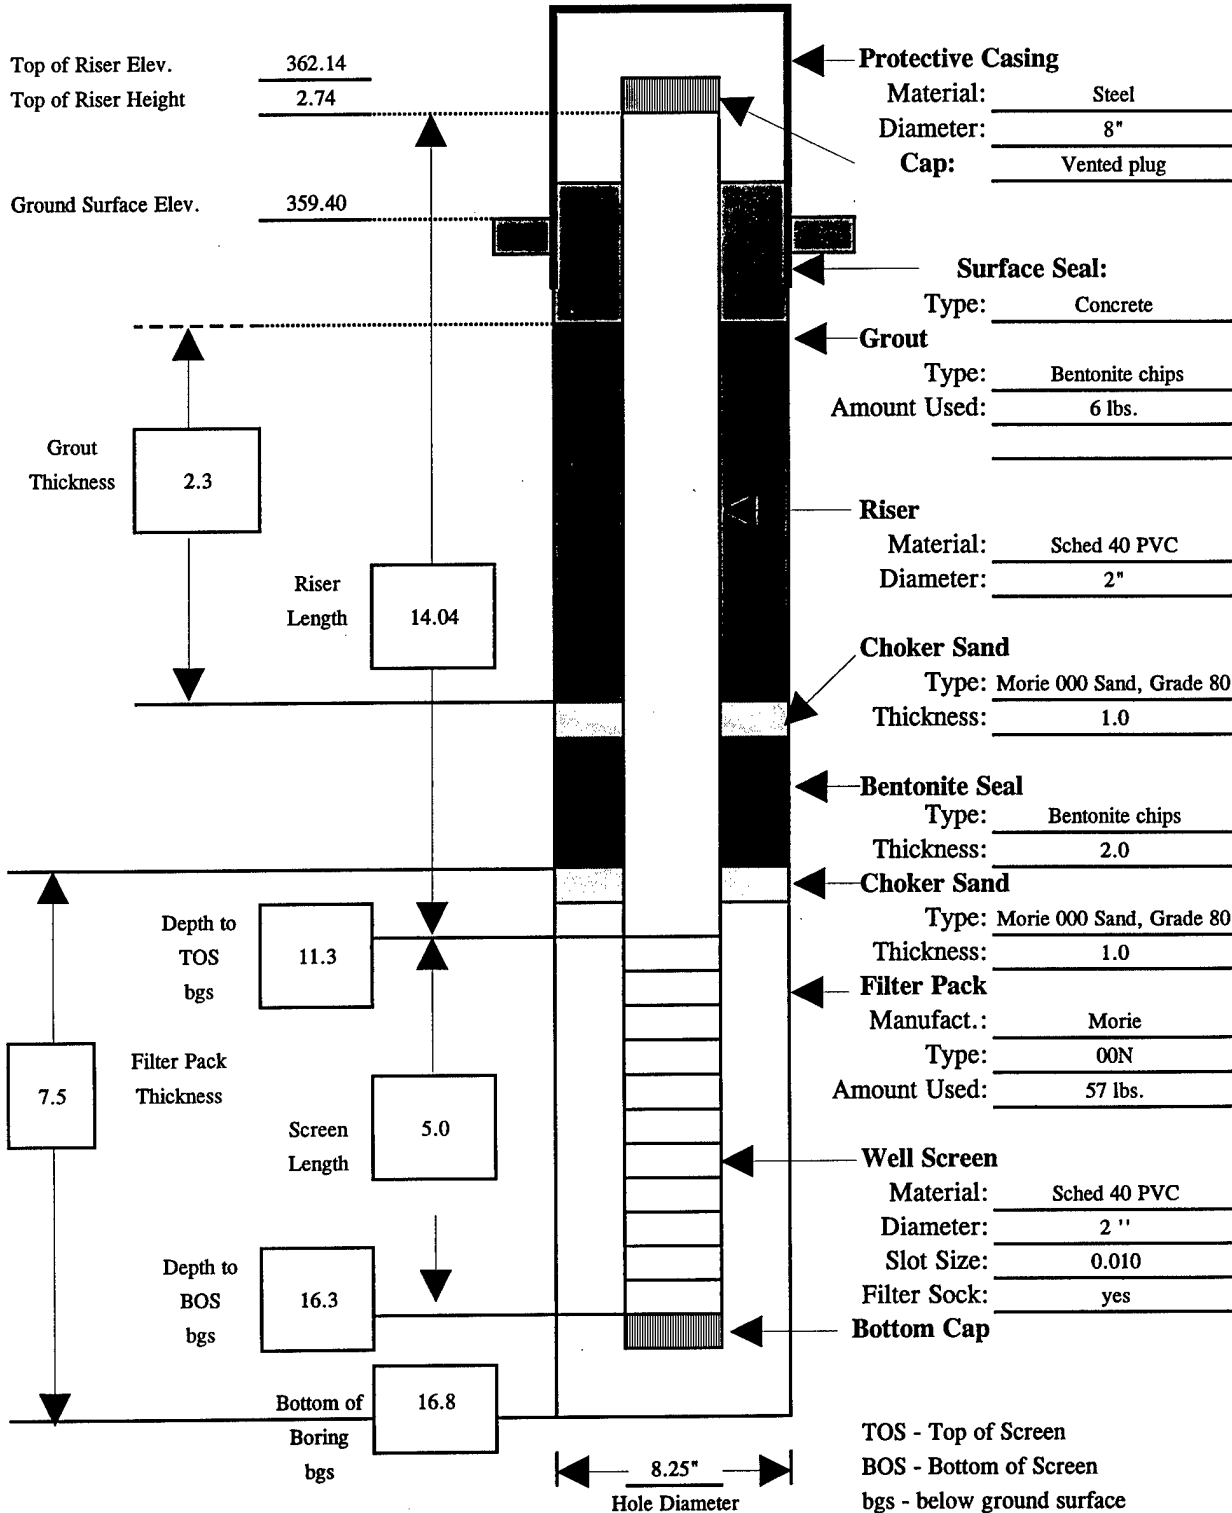 Top of Riser Elev. 362.14
Top of Riser Height 2.74
Ground Surface Elev. 359.40
Grout
Thickness
2.3
Riser
Length
14.04
Depth to
TOS
bgs
11.3
Filter Pack
Thickness
7.5
Screen
Length
5.0
Depth to
BOS
bgs
16.3
Bottom of
Boring
bgs
16.8
8.25"
Hole Diameter
Protective Casing
Material: Steel
Diameter: 8"
Cap: Vented plug
Surface Seal:
Type: Concrete
Grout
Type: Bentonite chips
Amount Used: 6 lbs.
Riser
Material: Sched 40 PVC
Diameter: 2"
Choker Sand
Type: Morie 000 Sand, Grade 80
Thickness: 1.0
Bentonite Seal
Type: Bentonite chips
Thickness: 2.0
Choker Sand
Type: Morie 000 Sand, Grade 80
Thickness: 1.0
Filter Pack
Manufact.: Morie
Type: 00N
Amount Used: 57 lbs.
Well Screen
Material: Sched 40 PVC
Diameter: 2 ''
Slot Size: 0.010
Filter Sock: yes
Bottom Cap
TOS - Top of Screen
BOS - Bottom of Screen
bgs - below ground surface